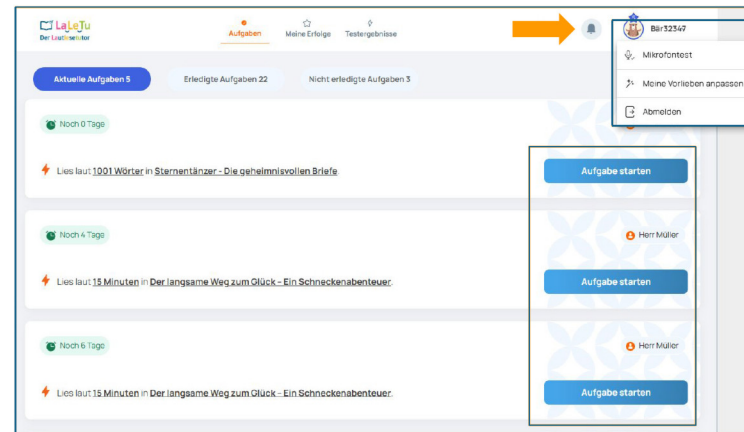 LaLeTu
Der Lautlesetutor
Aufgaben
Meine Erfolge
Testergebnisse
Bär32347
Mikrofontest
Meine Vorlieben anpassen
Abmelden
Aktuelle Aufgaben 5
Erledigte Aufgaben 22
Nicht erledigte Aufgaben 3
Noch 0 Tage
Lies laut 1001 Wörter in Sternentänzer - Die geheimnisvollen Briefe.
Aufgabe starten
Noch 4 Tage
Herr Müller
Lies laut 15 Minuten in Der langsame Weg zum Glück – Ein Schneckenabenteuer.
Aufgabe starten
Noch 6 Tage
Herr Müller
Lies laut 15 Minuten in Der langsame Weg zum Glück – Ein Schneckenabenteuer.
Aufgabe starten